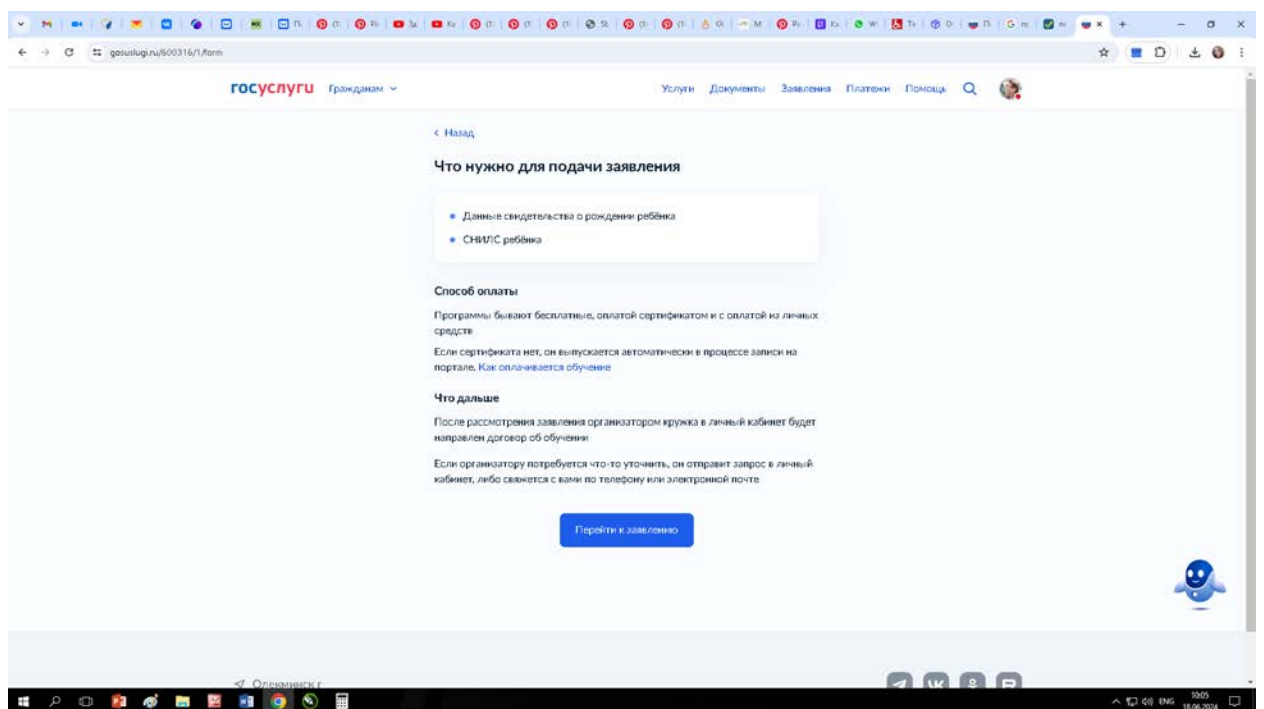 gosuslugi.ru/600316/1/form
госуслуги Гражданам Услуги Документы Заявления Платежи Помощь
Назад
Что нужно для подачи заявления
Данные свидетельства о рождении ребёнка
СНИЛС ребёнка
Способ оплаты
Программы бывают бесплатные, оплатой сертификатом и с оплатой из личных
средств
Если сертификата нет, он выпускается автоматически в процессе записи на
портале. Как оплачивается обучение
Что дальше
После рассмотрения заявления организатором кружка в личный кабинет будет
направлен договор об обучении
Если организатору потребуется что-то уточнить, он отправит запрос в личный
кабинет, либо свяжется с вами по телефону или электронной почте
Перейти к заявлению
Олекминск г
ENG 10:05
18.06.2024